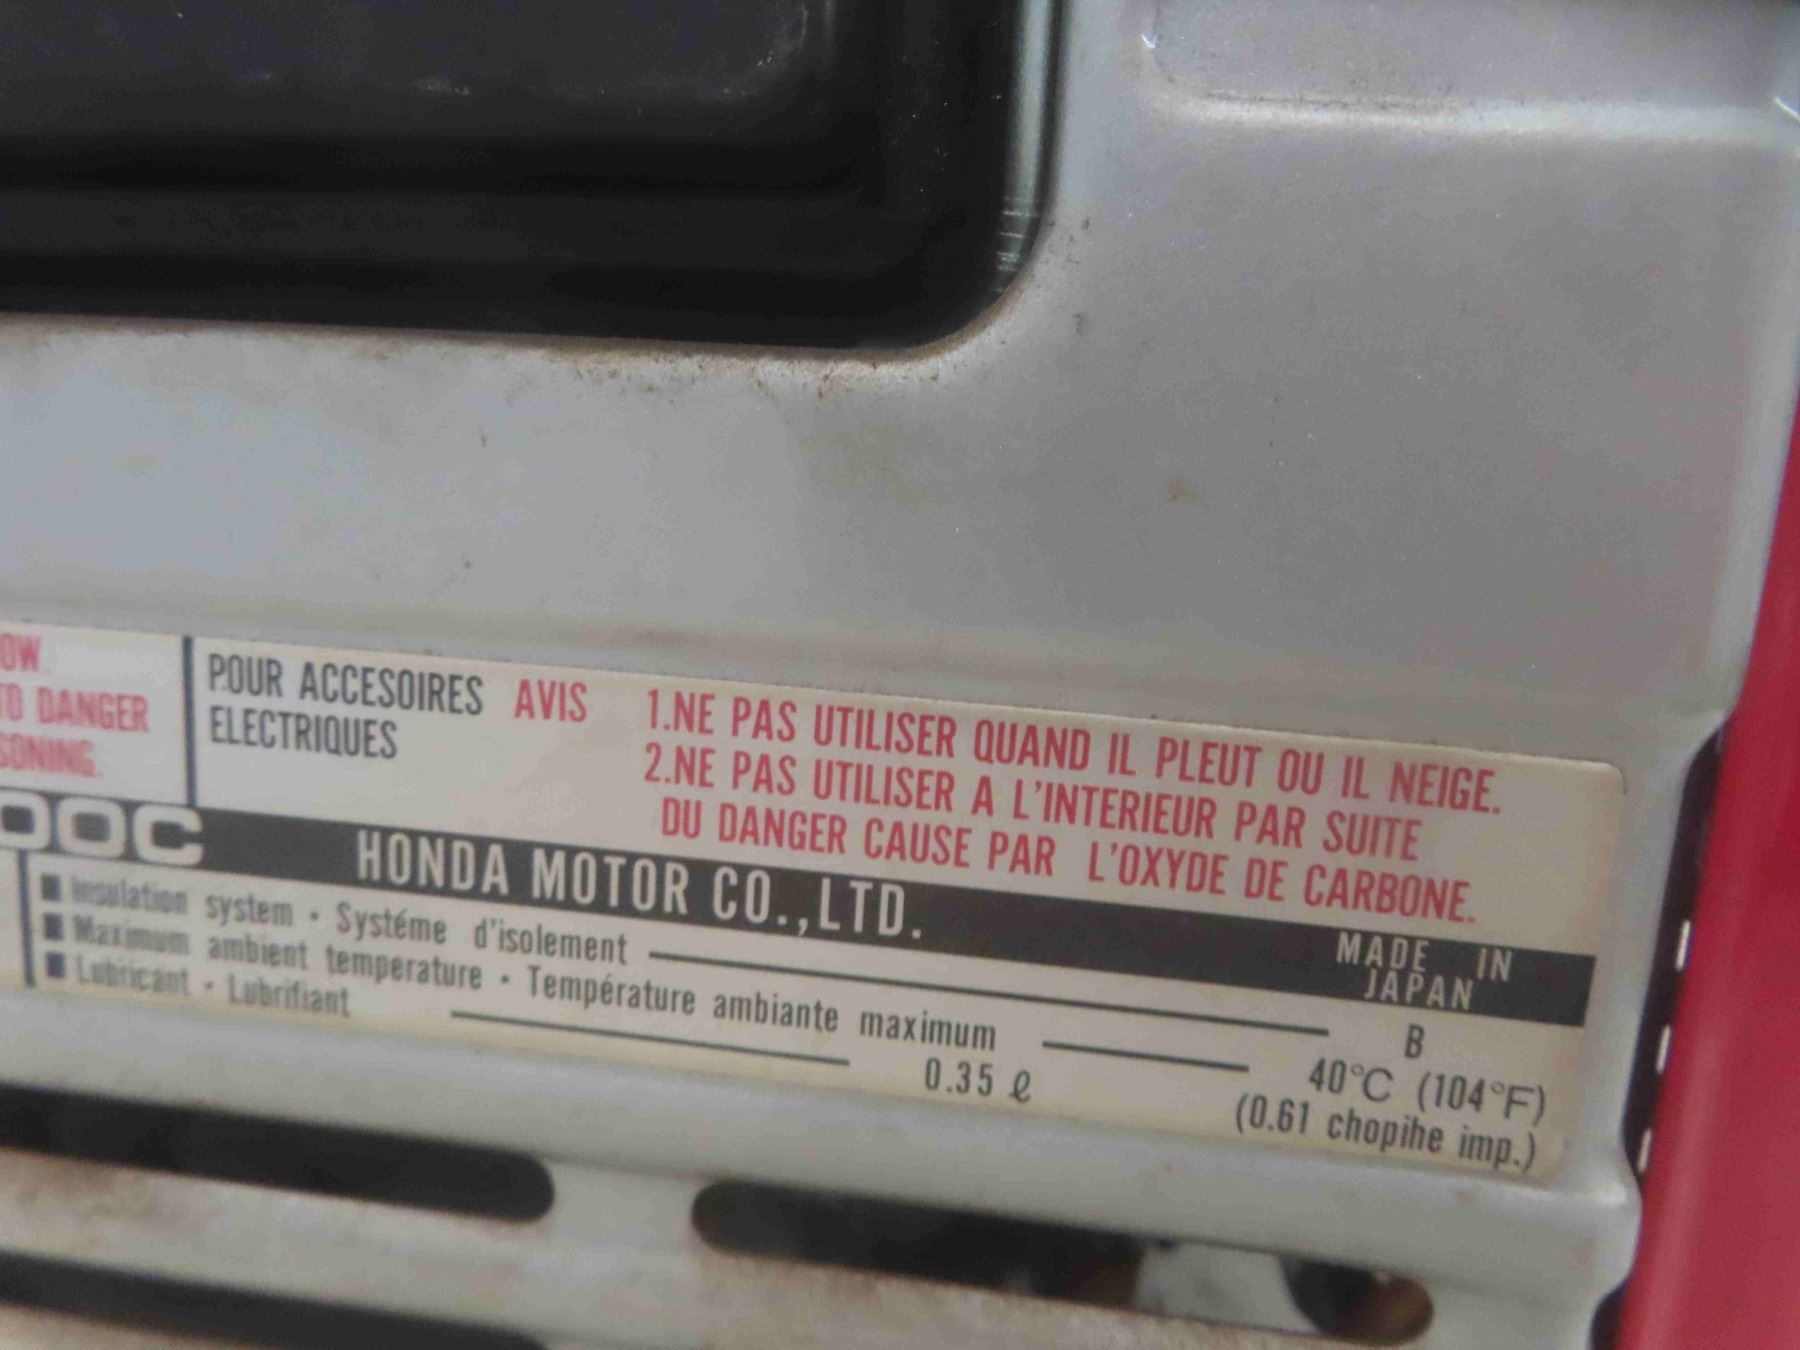 OW.
TO DANGER
SONING.
POUR ACCESOIRES
ELECTRIQUES
AVIS
1.NE PAS UTILISER QUAND IL PLEUT OU IL NEIGE.
2.NE PAS UTILISER A L'INTERIEUR PAR SUITE
DU DANGER CAUSE PAR L'OXYDE DE CARBONE.
00C
HONDA MOTOR CO.,LTD.
MADE IN
JAPAN
■ Insulation system · Systéme d'isolement B
■ Maximum ambient temperature · Température ambiante maximum 40°C (104°F)
■ Lubricant · Lubrifiant 0.35 ℓ (0.61 chopihe imp.)